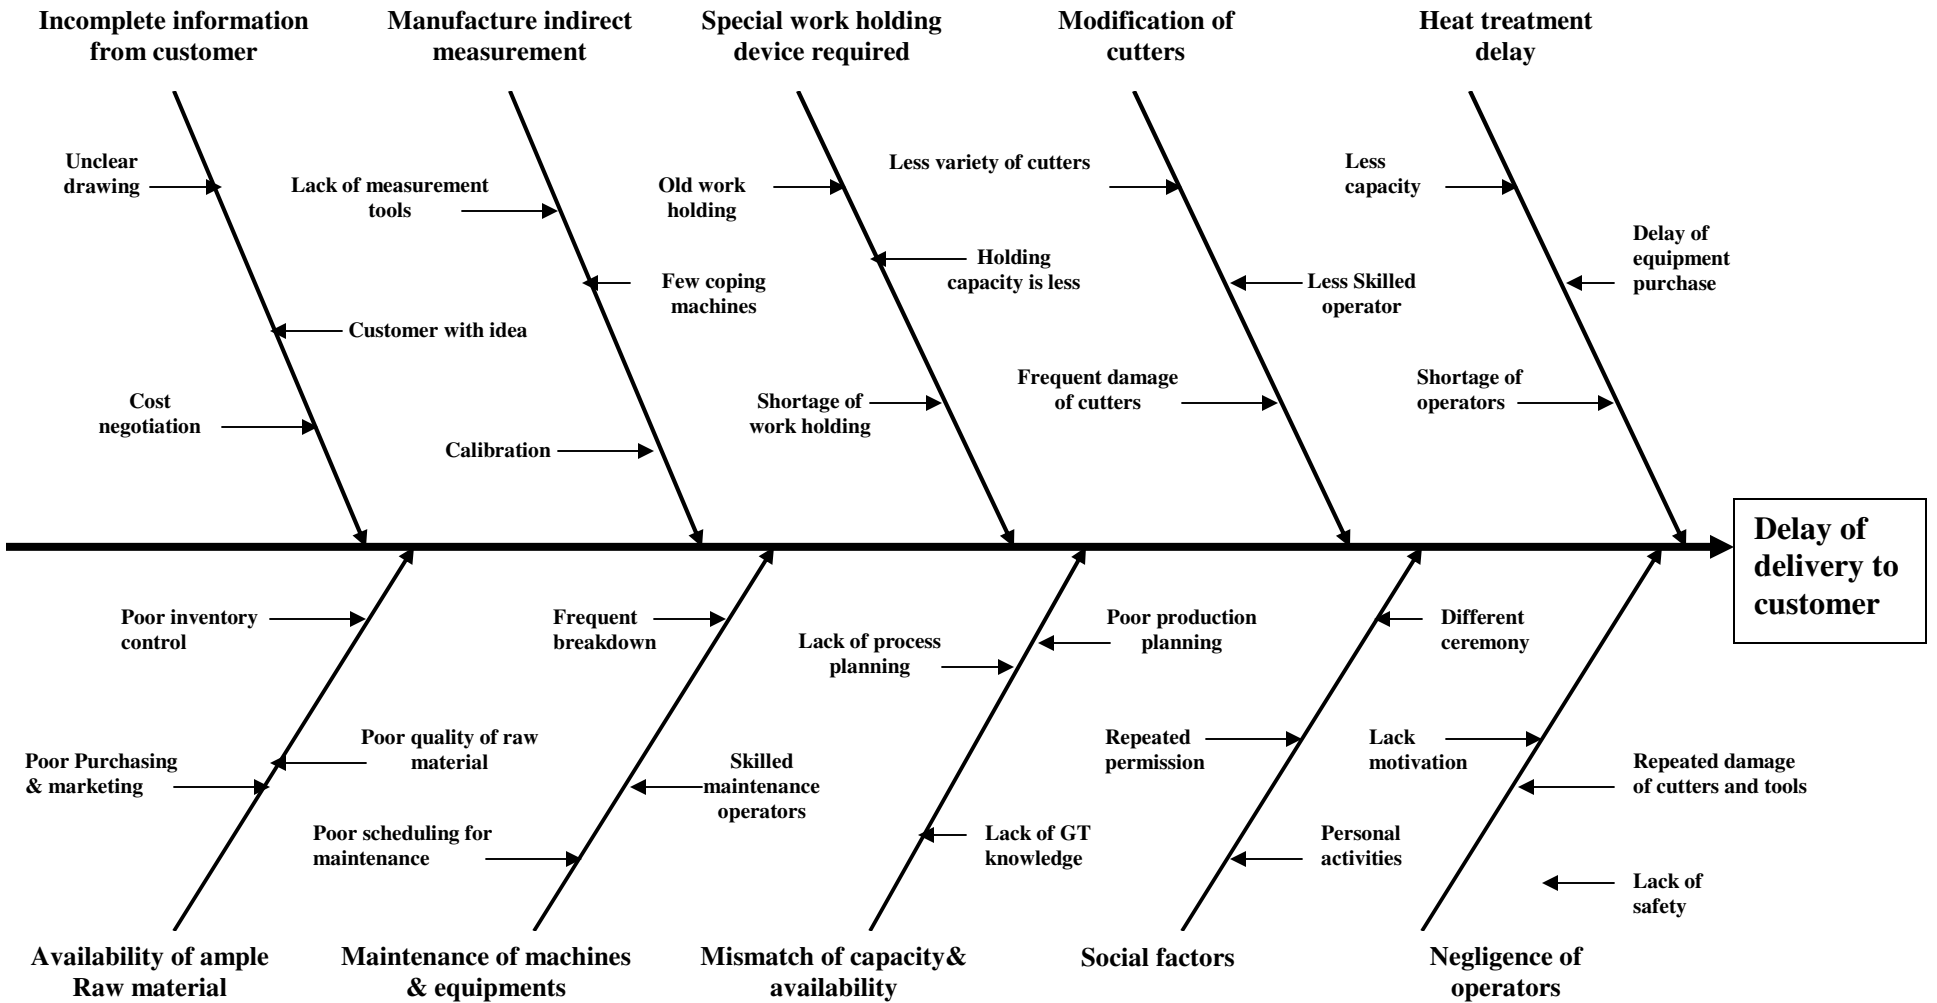 Incomplete information
from customer
Manufacture indirect
measurement
Special work holding
device required
Modification of
cutters
Heat treatment
delay
Unclear
drawing
Customer with idea
Cost
negotiation
Lack of measurement
tools
Few coping
machines
Calibration
Old work
holding
Holding
capacity is less
Shortage of
work holding
Less variety of cutters
Less Skilled
operator
Frequent damage
of cutters
Less
capacity
Delay of
equipment
purchase
Shortage of
operators
Delay of
delivery to
customer
Poor inventory
control
Poor quality of raw
material
Poor Purchasing
& marketing
Frequent
breakdown
Skilled
maintenance
operators
Poor scheduling for
maintenance
Poor production
planning
Lack of process
planning
Lack of GT
knowledge
Different
ceremony
Repeated
permission
Personal
activities
Lack
motivation
Repeated damage
of cutters and tools
Lack of
safety
Availability of ample
Raw material
Maintenance of machines
& equipments
Mismatch of capacity&
availability
Social factors
Negligence of
operators